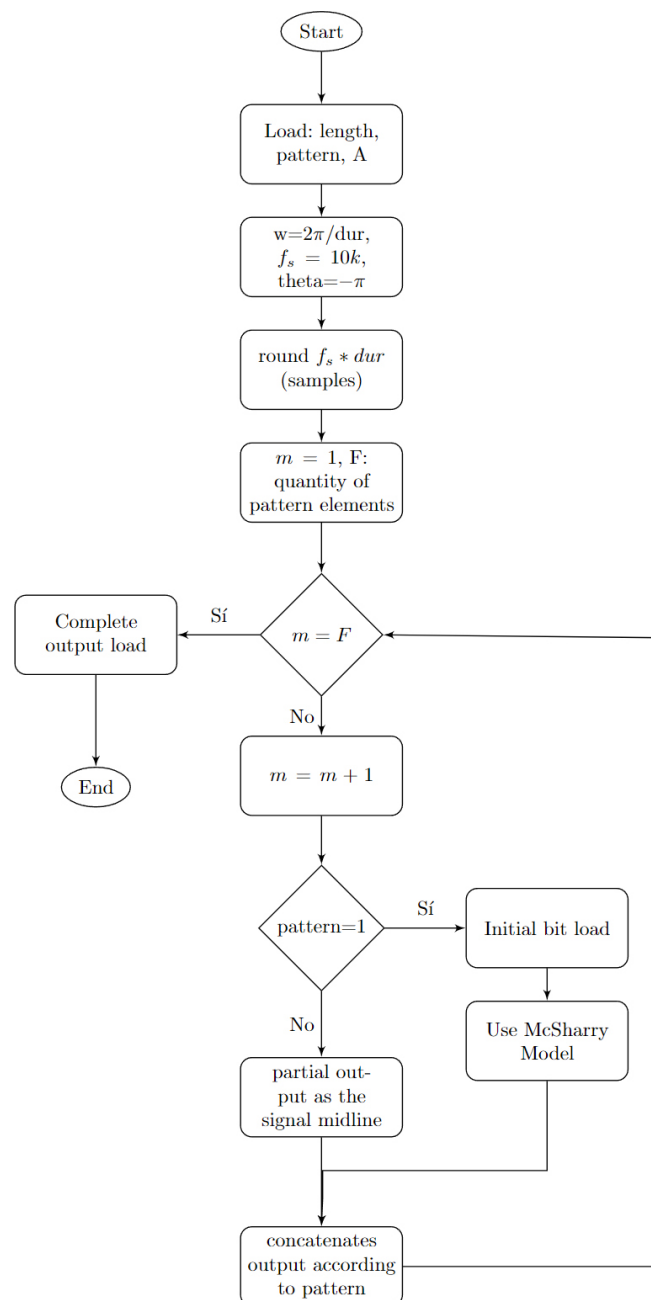 Start
Load: length,
pattern, A
w=2π/dur,
fₛ = 10k,
theta=−π
round fₛ ∗ dur
(samples)
m = 1, F:
quantity of
pattern elements
Complete
output load
Sí
m = F
No
m = m + 1
End
pattern=1
Sí
Initial bit load
No
Use McSharry
Model
partial out-
put as the
signal midline
concatenates
output according
to pattern